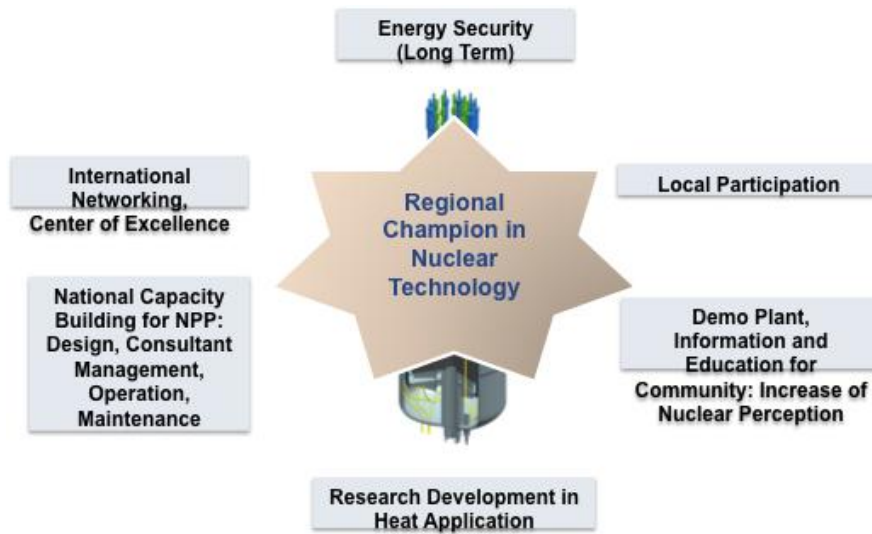 Energy Security
(Long Term)
International
Networking,
Center of Excellence
Regional
Champion in
Nuclear
Technology
Local Participation
National Capacity
Building for NPP:
Design, Consultant
Management,
Operation,
Maintenance
Demo Plant,
Information and
Education for
Community: Increase of
Nuclear Perception
Research Development in
Heat Application